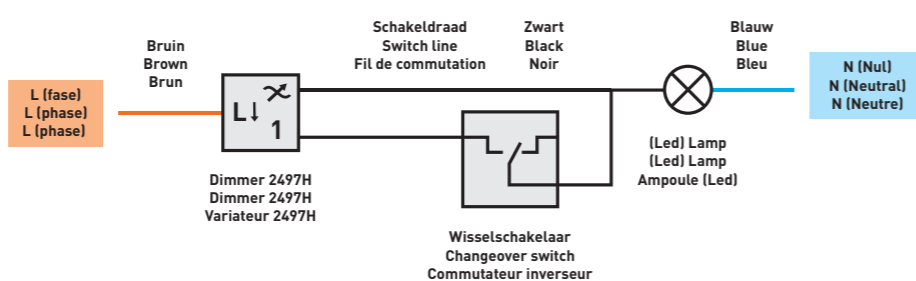 Bruin
Brown
Brun
Schakeldraad
Switch line
Fil de commutation
Zwart
Black
Noir
Blauw
Blue
Bleu
L (fase)
L (phase)
L (phase)
N (Nul)
N (Neutral)
N (Neutre)
L↓
1
Dimmer 2497H
Dimmer 2497H
Variateur 2497H
(Led) Lamp
(Led) Lamp
Ampoule (Led)
Wisselschakelaar
Changeover switch
Commutateur inverseur